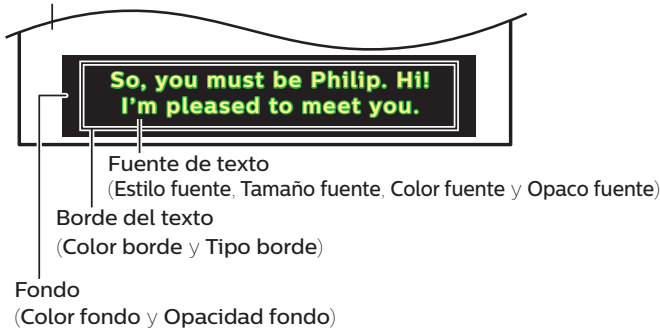 So, you must be Philip. Hi!
I'm pleased to meet you.
Fuente de texto
(Estilo fuente, Tamaño fuente, Color fuente y Opaco fuente)
Borde del texto
(Color borde y Tipo borde)
Fondo
(Color fondo y Opacidad fondo)